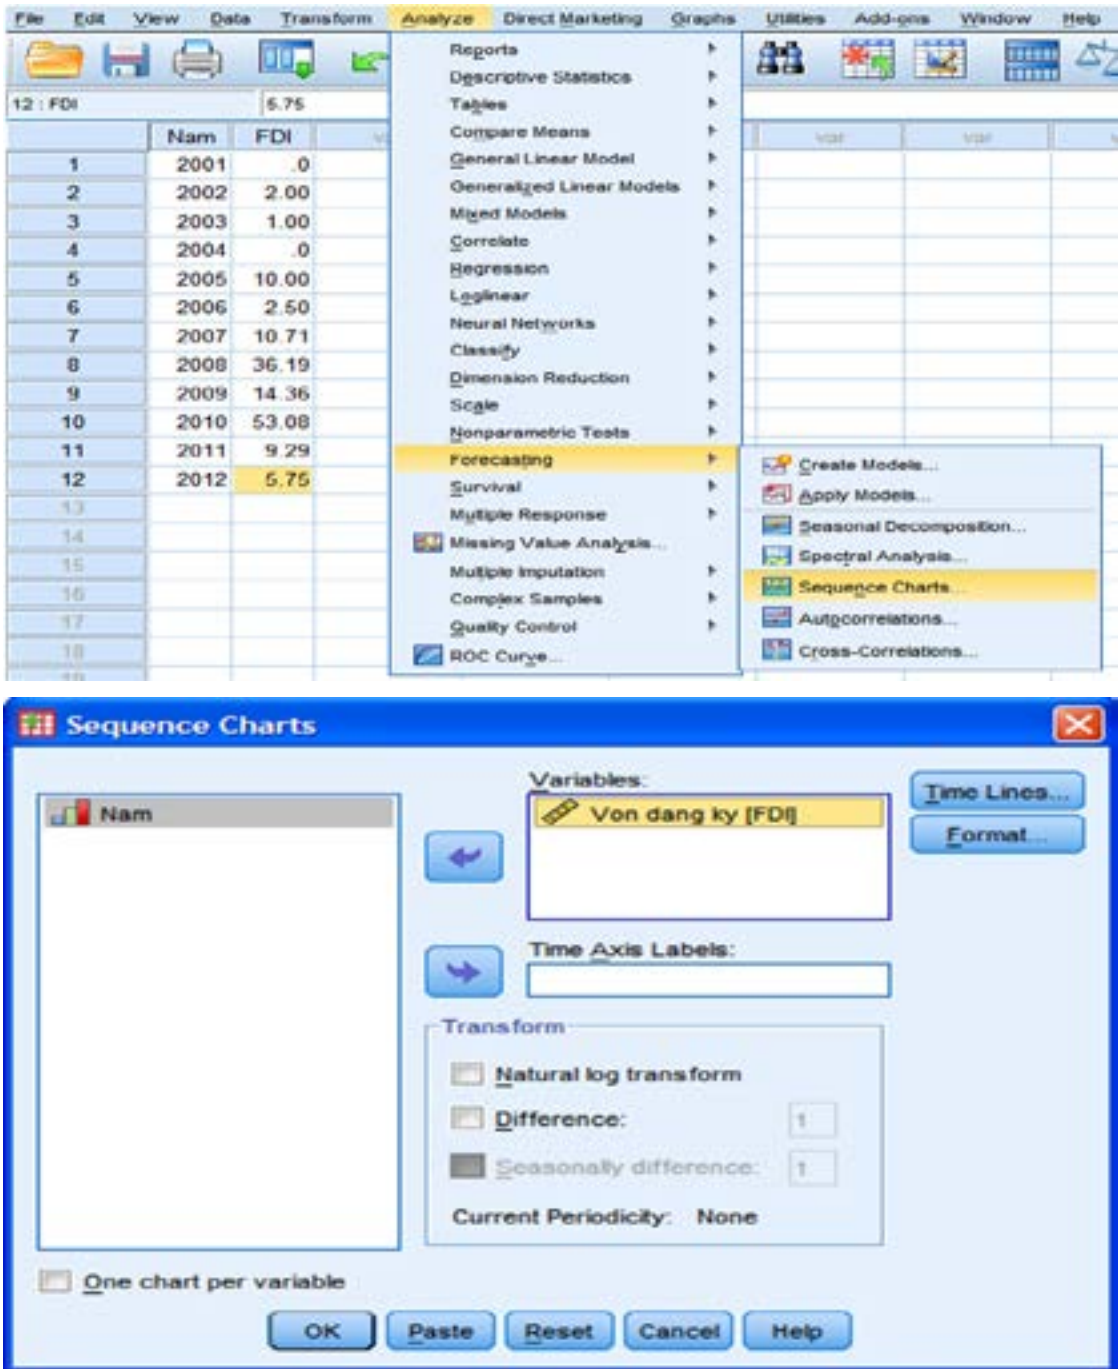 File Edit View Data Transform Analyze Direct Marketing Graphs Utilities Add-ons Window Help
12 : FDI 5.75
Nam FDI var var
1 2001 .0
2 2002 2.00
3 2003 1.00
4 2004 .0
5 2005 10.00
6 2006 2.50
7 2007 10.71
8 2008 36.19
9 2009 14.36
10 2010 53.08
11 2011 9.29
12 2012 5.75
13
14
15
16
17
18
19
Reports
Descriptive Statistics
Tables
Compare Means
General Linear Model
Generalized Linear Models
Mixed Models
Correlate
Regression
Loglinear
Neural Networks
Classify
Dimension Reduction
Scale
Nonparametric Tests
Forecasting
Survival
Multiple Response
Missing Value Analysis...
Multiple Imputation
Complex Samples
Quality Control
ROC Curve...
Create Models...
Apply Models...
Seasonal Decomposition...
Spectral Analysis...
Sequence Charts...
Autocorrelations...
Cross-Correlations...
Sequence Charts
Nam
Variables:
Von dang ky [FDI]
Time Lines...
Format...
Time Axis Labels:
Transform
Natural log transform
Difference: 1
Seasonally difference: 1
Current Periodicity: None
One chart per variable
OK Paste Reset Cancel Help